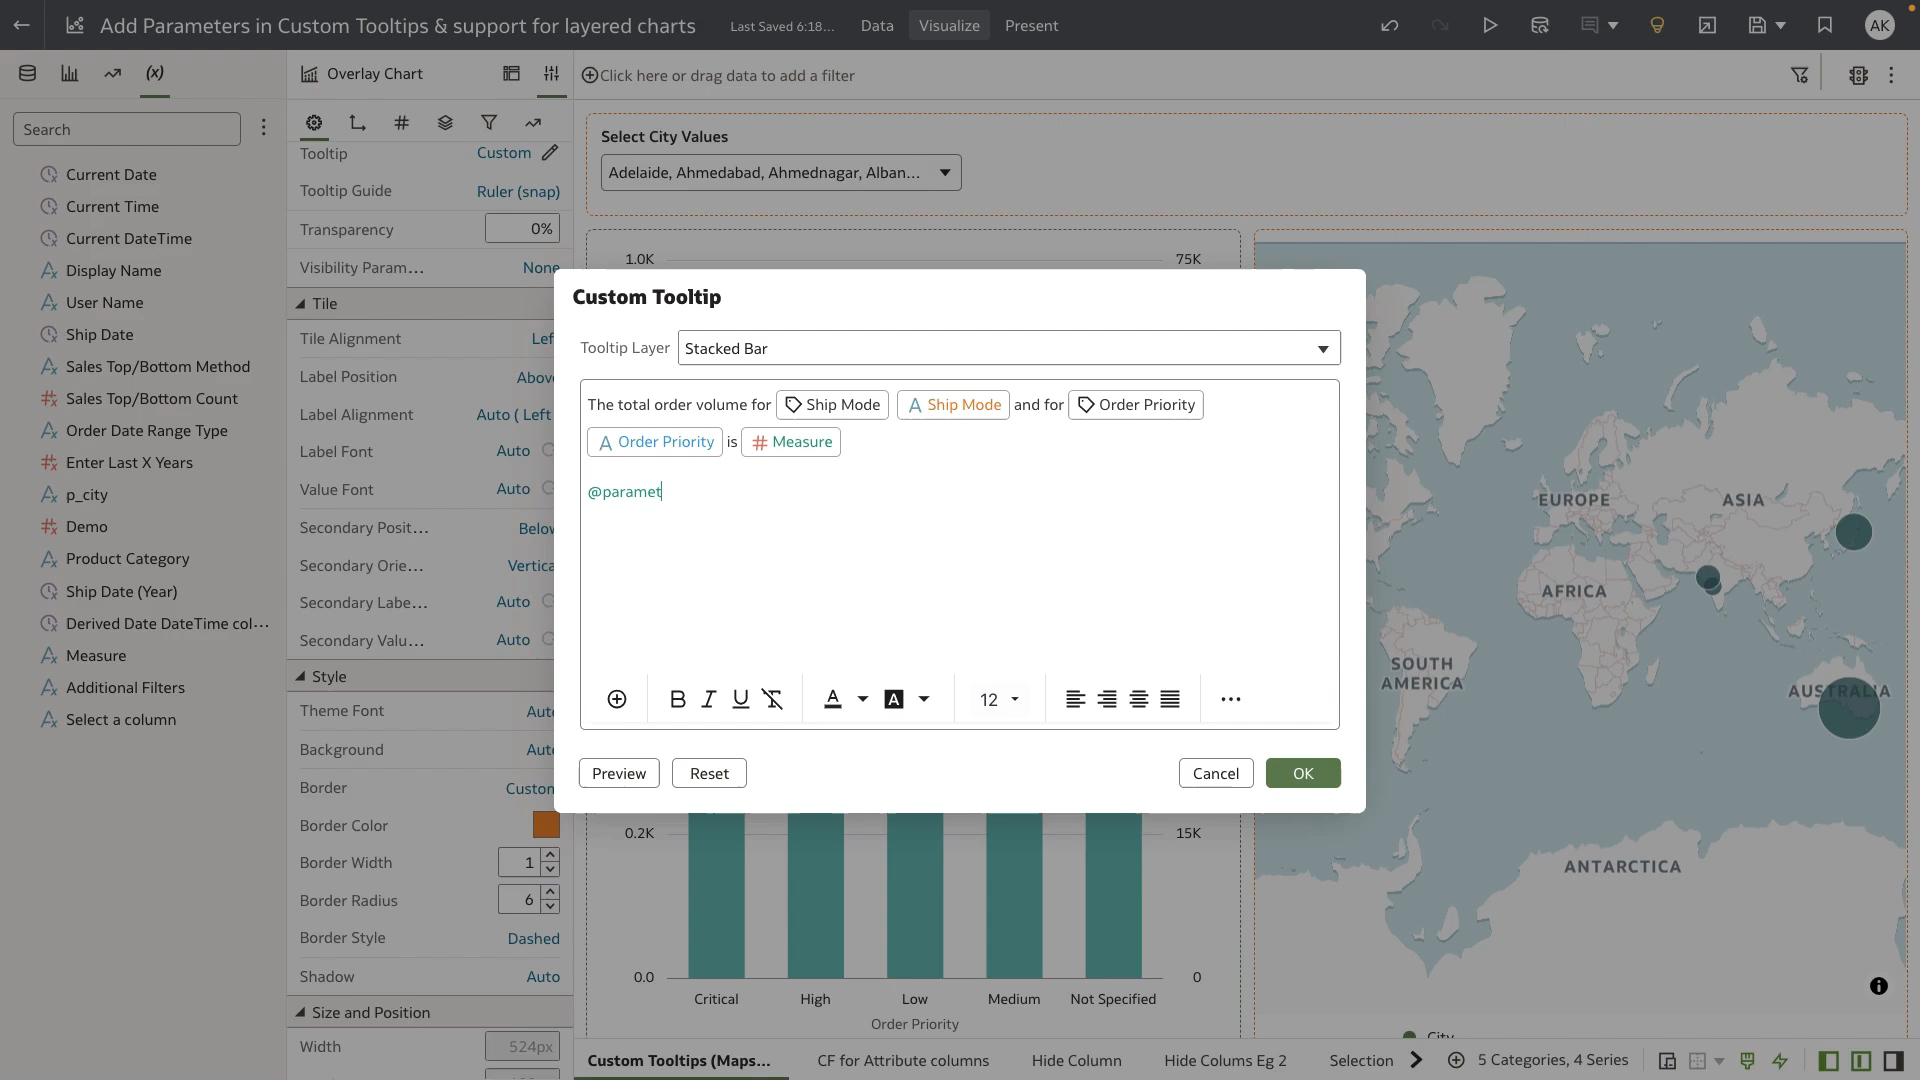 Add Parameters in Custom Tooltips & support for layered charts
Last Saved 6:18...
Data
Visualize
Present
AK
Overlay Chart
Click here or drag data to add a filter
Search
Current Date
Current Time
Current DateTime
Display Name
User Name
Ship Date
Sales Top/Bottom Method
Sales Top/Bottom Count
Order Date Range Type
Enter Last X Years
p_city
Demo
Product Category
Ship Date (Year)
Derived Date DateTime col...
Measure
Additional Filters
Select a column
Tooltip Custom
Tooltip Guide Ruler (snap)
Transparency 0%
Visibility Param... None
Tile
Tile Alignment Lef
Label Position Above
Label Alignment Auto ( Left
Label Font Auto
Value Font Auto
Secondary Posit... Below
Secondary Orie... Vertica
Secondary Labe... Auto
Secondary Valu... Auto
Style
Theme Font Auto
Background Auto
Border Custom
Border Color
Border Width 1
Border Radius 6
Border Style Dashed
Shadow Auto
Size and Position
Width 524px
Select City Values
Adelaide, Ahmedabad, Ahmednagar, Alban...
1.0K
75K
Custom Tooltip
Tooltip Layer Stacked Bar
The total order volume for Ship Mode A Ship Mode and for Order Priority
A Order Priority is # Measure
@paramet
B I U T A A 12
Preview
Reset
Cancel
OK
0.2K
15K
0.0
0
Critical
High
Low
Medium
Not Specified
Order Priority
EUROPE
ASIA
AFRICA
SOUTH
AMERICA
AUSTRALIA
ANTARCTICA
City
Custom Tooltips (Maps...
CF for Attribute columns
Hide Column
Hide Colums Eg 2
Selection
5 Categories, 4 Series